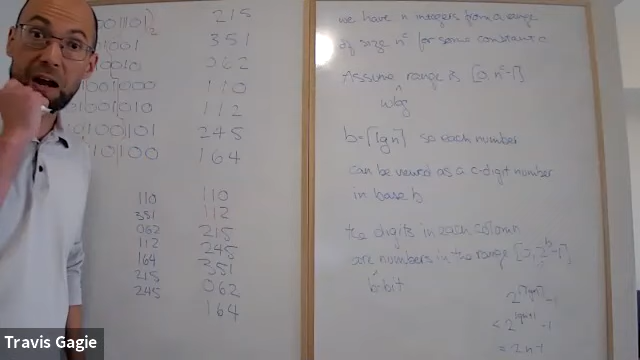 215
351
062
110
112
245
164
110
351
062
112
164
215
245
110
112
215
245
351
062
164
we have n integers from a range
of size n^c for some constant c
Assume range is [0, n^c-1]
^
wlog
b=⌈lg n⌉ so each number
can be viewed as a c-digit number
in base b
the digits in each column
are numbers in the range [0, 2^b-1]
b-bit
2^⌈lg n⌉ -1
< 2^lg n+1 -1
= 2n-1
Travis Gagie